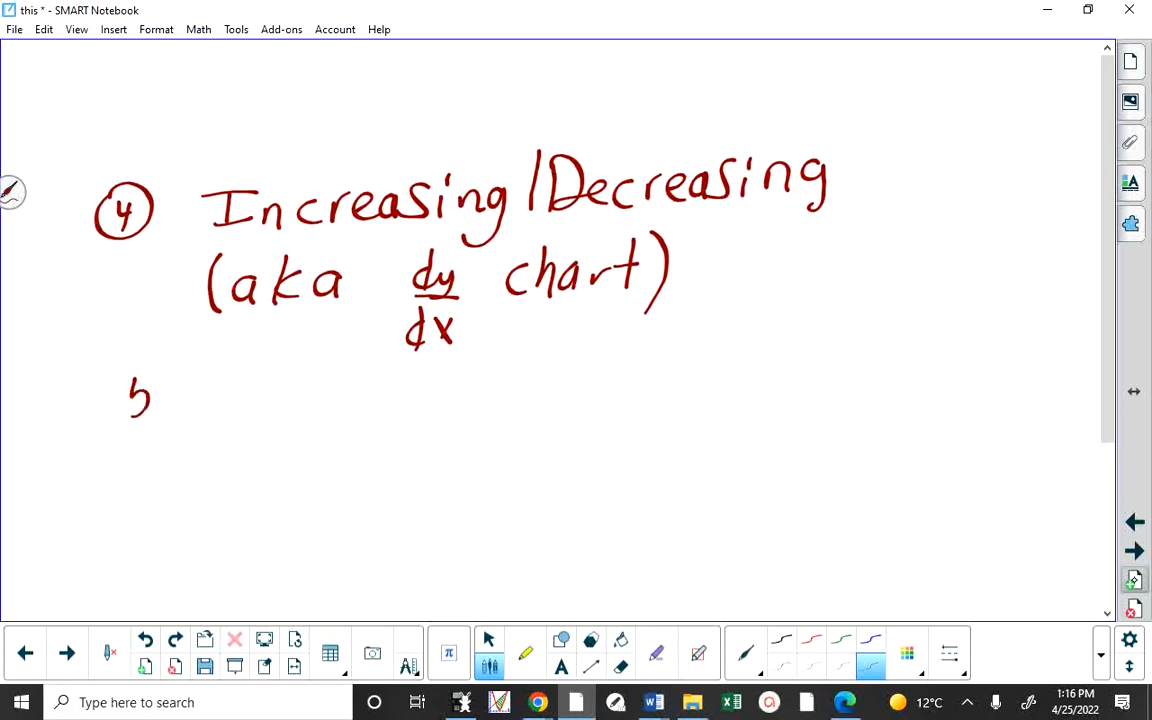 this * - SMART Notebook
File Edit View Insert Format Math Tools Add-ons Account Help
④ Increasing/Decreasing
(aka dy/dx chart)
5
Type here to search
12°C
1:16 PM
4/25/2022